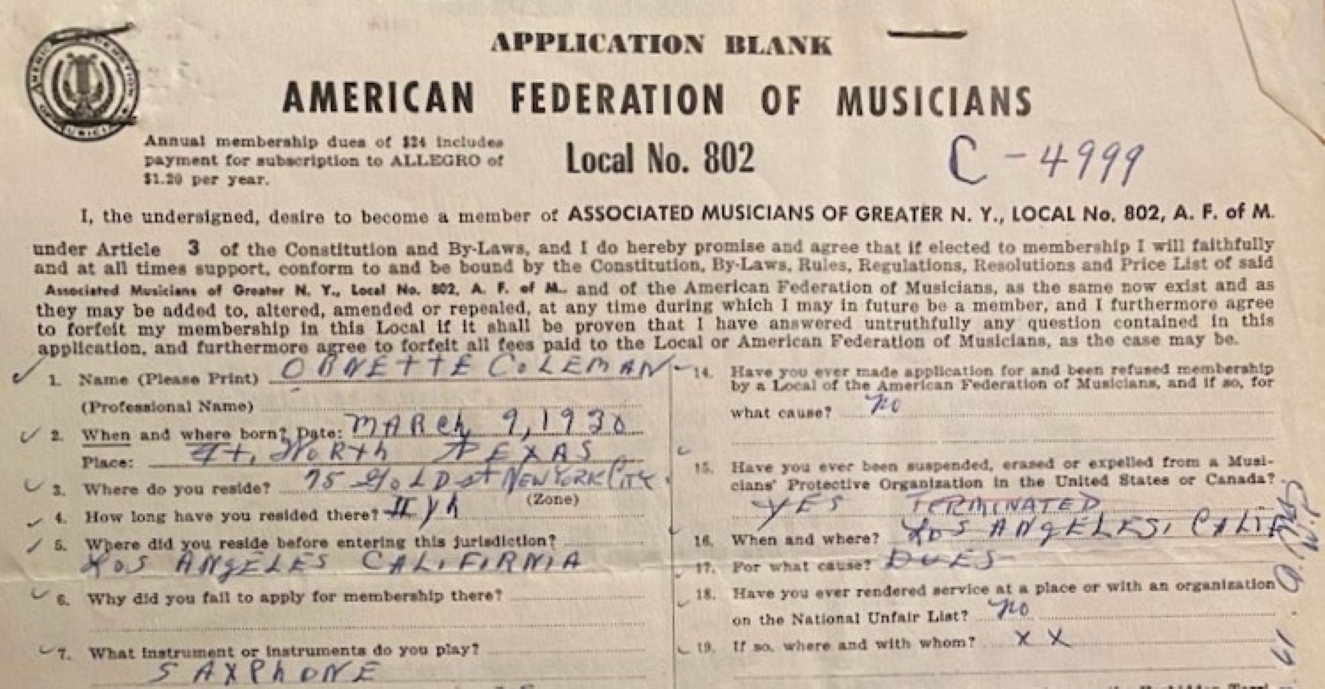 APPLICATION BLANK
AMERICAN FEDERATION OF MUSICIANS
Annual membership dues of $24 includes
payment for subscription to ALLEGRO of
$1.20 per year.
Local No. 802
C-4999
I, the undersigned, desire to become a member of ASSOCIATED MUSICIANS OF GREATER N. Y., LOCAL No. 802, A. F. of M.
under Article 3 of the Constitution and By-Laws, and I do hereby promise and agree that if elected to membership I will faithfully
and at all times support, conform to and be bound by the Constitution, By-Laws, Rules, Regulations, Resolutions and Price List of said
Associated Musicians of Greater N. Y., Local No. 802, A. F. of M., and of the American Federation of Musicians, as the same now exist and as
they may be added to, altered, amended or repealed, at any time during which I may in future be a member, and I furthermore agree
to forfeit my membership in this Local if it shall be proven that I have answered untruthfully any question contained in this
application, and furthermore agree to forfeit all fees paid to the Local or American Federation of Musicians, as the case may be.
1. Name (Please Print) ORNETTE COLEMAN
(Professional Name)
2. When and where born? Date: MARCH 9, 1930
Place: Ft, WORTH TEXAS
3. Where do you reside? 75 GOLD St NEW YORK CITY
(Zone)
4. How long have you resided there? II yR
5. Where did you reside before entering this jurisdiction?
LOS ANGELES CALIFIRNIA
6. Why did you fail to apply for membership there?
7. What instrument or instruments do you play?
SAXPHONE
14. Have you ever made application for and been refused membership
by a Local of the American Federation of Musicians, and if so, for
what cause? no
15. Have you ever been suspended, erased or expelled from a Musi-
cians' Protective Organization in the United States or Canada?
YES TERMINATED
16. When and where? LOS ANGELES, CALIF
17. For what cause? DUES
18. Have you ever rendered service at a place or with an organization
on the National Unfair List? no
19. If so, where and with whom? X X